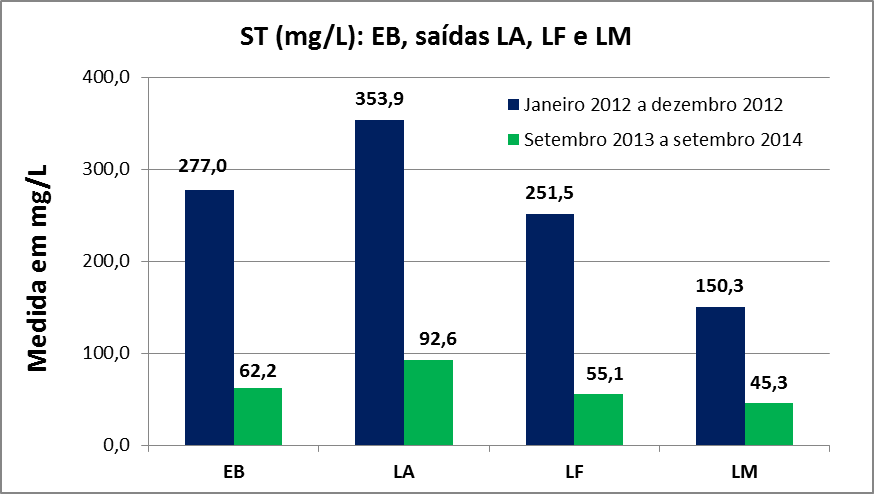 ST (mg/L): EB, saídas LA, LF e LM
Medida em mg/L
400,0
300,0
200,0
100,0
0,0
Janeiro 2012 a dezembro 2012
Setembro 2013 a setembro 2014
277,0
62,2
353,9
92,6
251,5
55,1
150,3
45,3
EB
LA
LF
LM